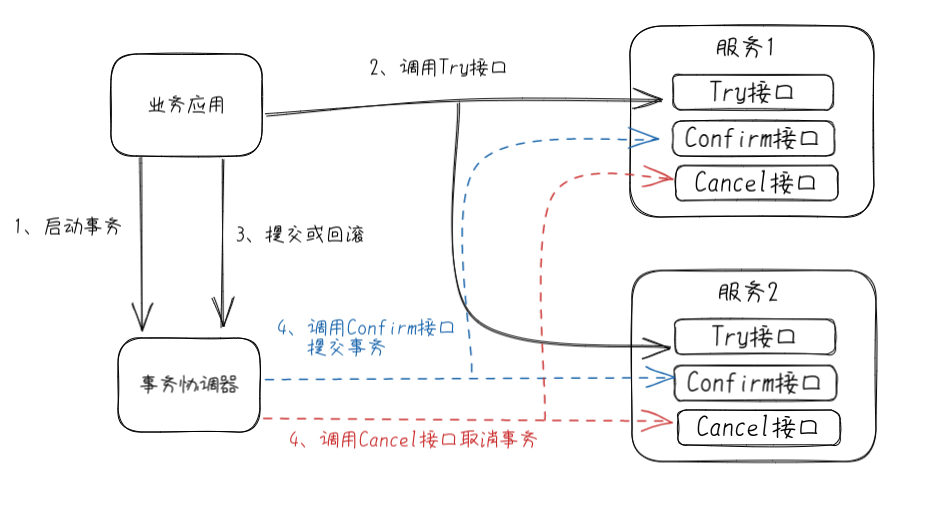 服务1
2、调用Try接口
Try接口
业务应用
Confirm接口
Cancel接口
1、启动事务
3、提交或回滚
服务2
4、调用Confirm接口
提交事务
Try接口
事务协调器
Confirm接口
Cancel接口
4、调用Cancel接口取消事务